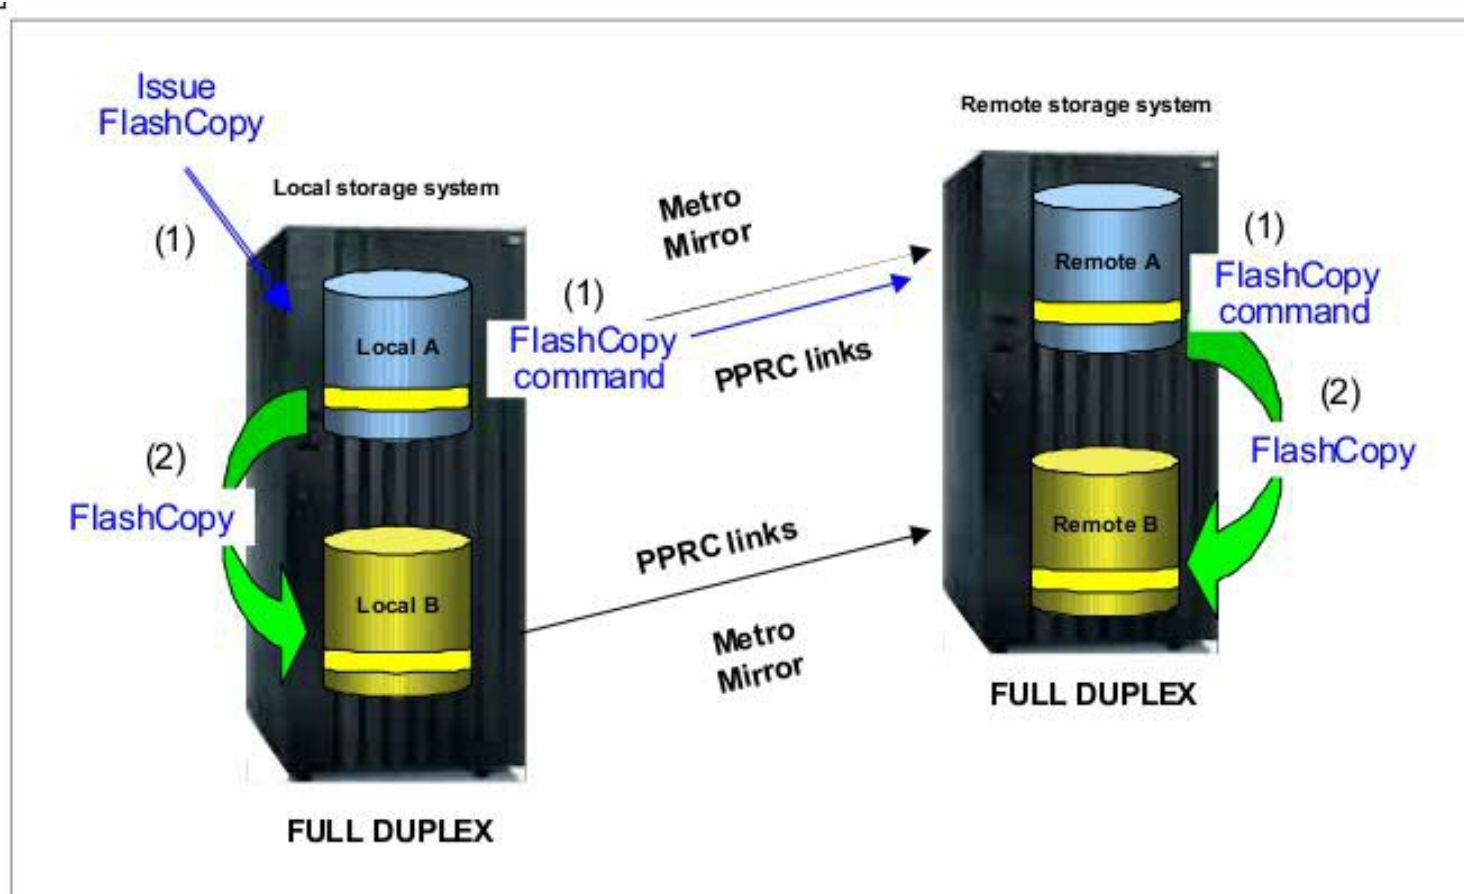 Issue
FlashCopy
Remote storage system
Local storage system
(1)
Metro
Mirror
(1)
FlashCopy
command
PPRC links
Local A
Remote A
(1)
FlashCopy
command
(2)
FlashCopy
(2)
FlashCopy
Local B
PPRC links
Metro
Mirror
Remote B
FULL DUPLEX
FULL DUPLEX